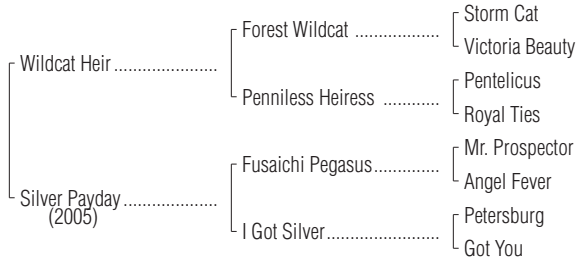 Storm Cat
Forest Wildcat ..................
Victoria Beauty
Wildcat Heir ......................
Pentelicus
Penniless Heiress ............
Royal Ties
Mr. Prospector
Fusaichi Pegasus..............
Angel Fever
Silver Payday ....................
(2005)
Petersburg
I Got Silver........................
Got You